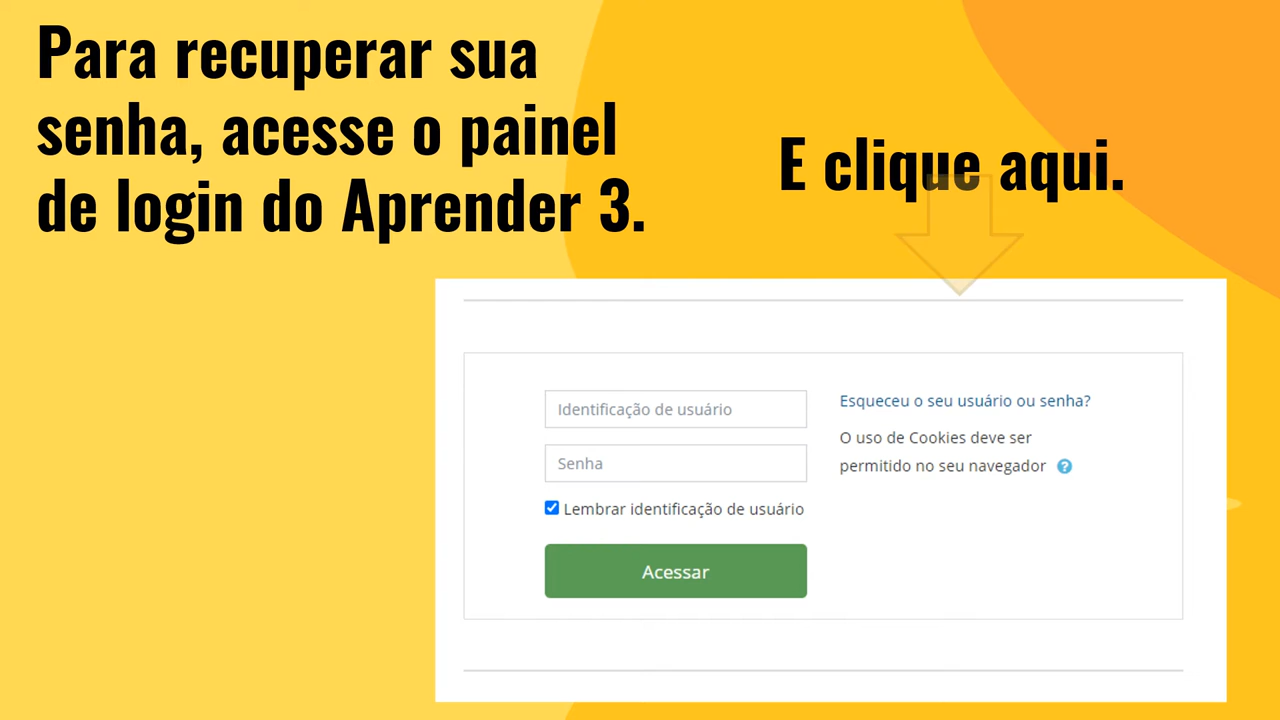 Para recuperar sua
senha, acesse o painel
de login do Aprender 3.
E clique aqui.
Identificação de usuário
Senha
Lembrar identificação de usuário
Acessar
Esqueceu o seu usuário ou senha?
O uso de Cookies deve ser
permitido no seu navegador ?